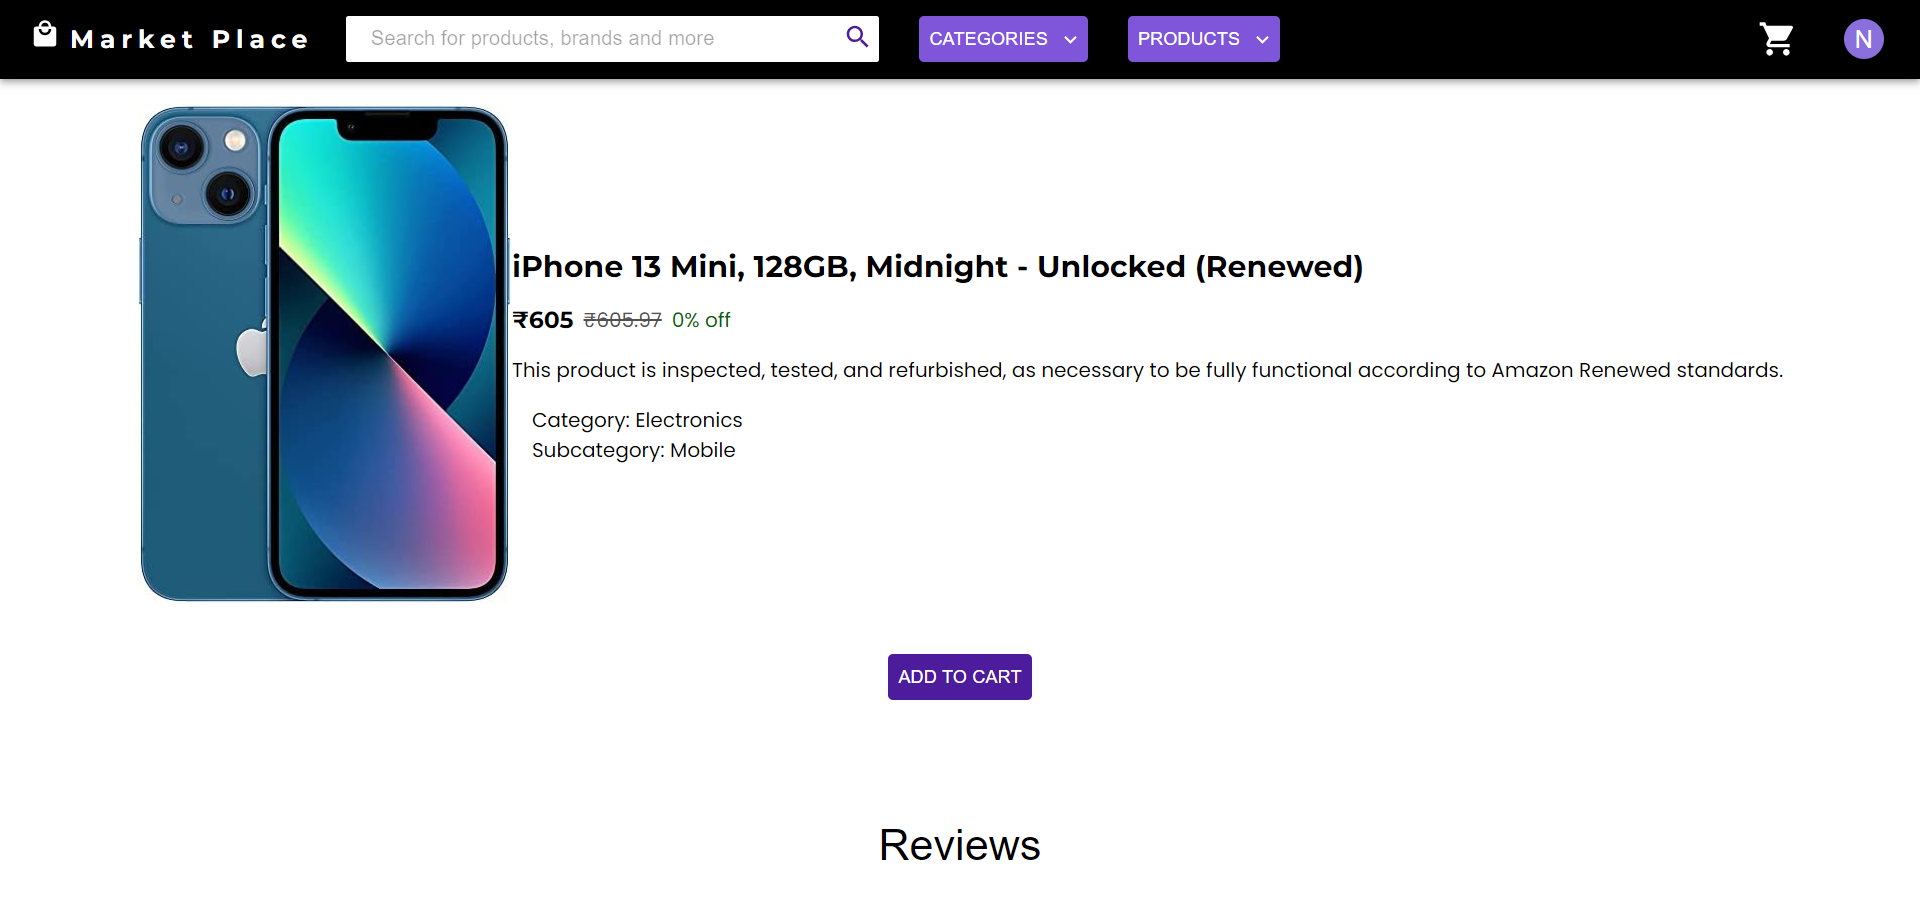 Market Place
Search for products, brands and more
CATEGORIES
PRODUCTS
N
iPhone 13 Mini, 128GB, Midnight - Unlocked (Renewed)
₹605 ₹605.97 0% off
This product is inspected, tested, and refurbished, as necessary to be fully functional according to Amazon Renewed standards.
Category: Electronics
Subcategory: Mobile
ADD TO CART
Reviews